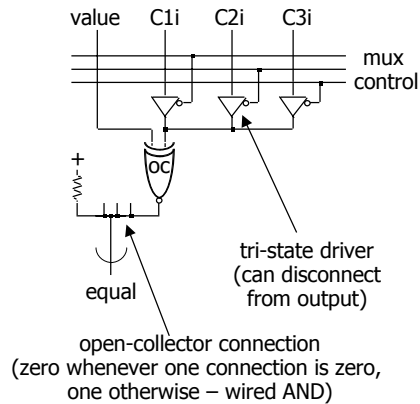 value C1i C2i C3i
mux
control
OC
+
tri-state driver
(can disconnect
from output)
equal
open-collector connection
(zero whenever one connection is zero,
one otherwise – wired AND)